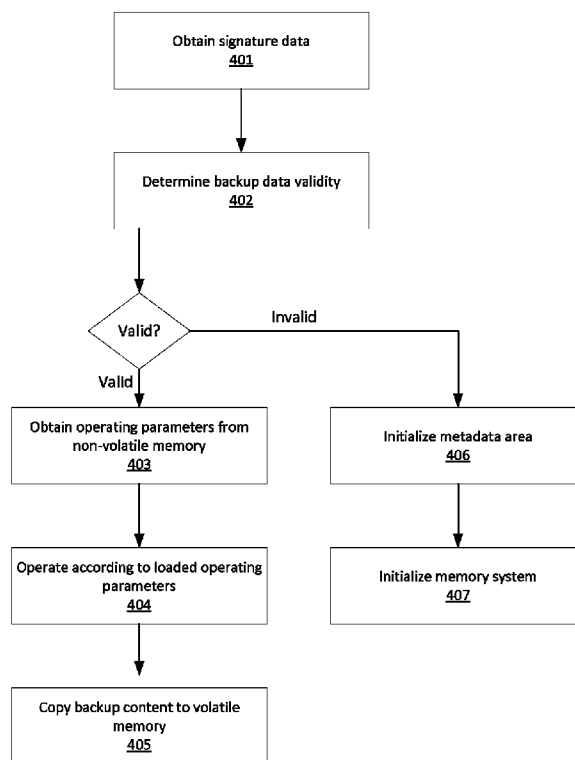 Obtain signature data
401
Determine backup data validity
402
Valid?
Invalid
Valid
Obtain operating parameters from
non-volatile memory
403
Initialize metadata area
406
Operate according to loaded operating
parameters
404
Initialize memory system
407
Copy backup content to volatile
memory
405